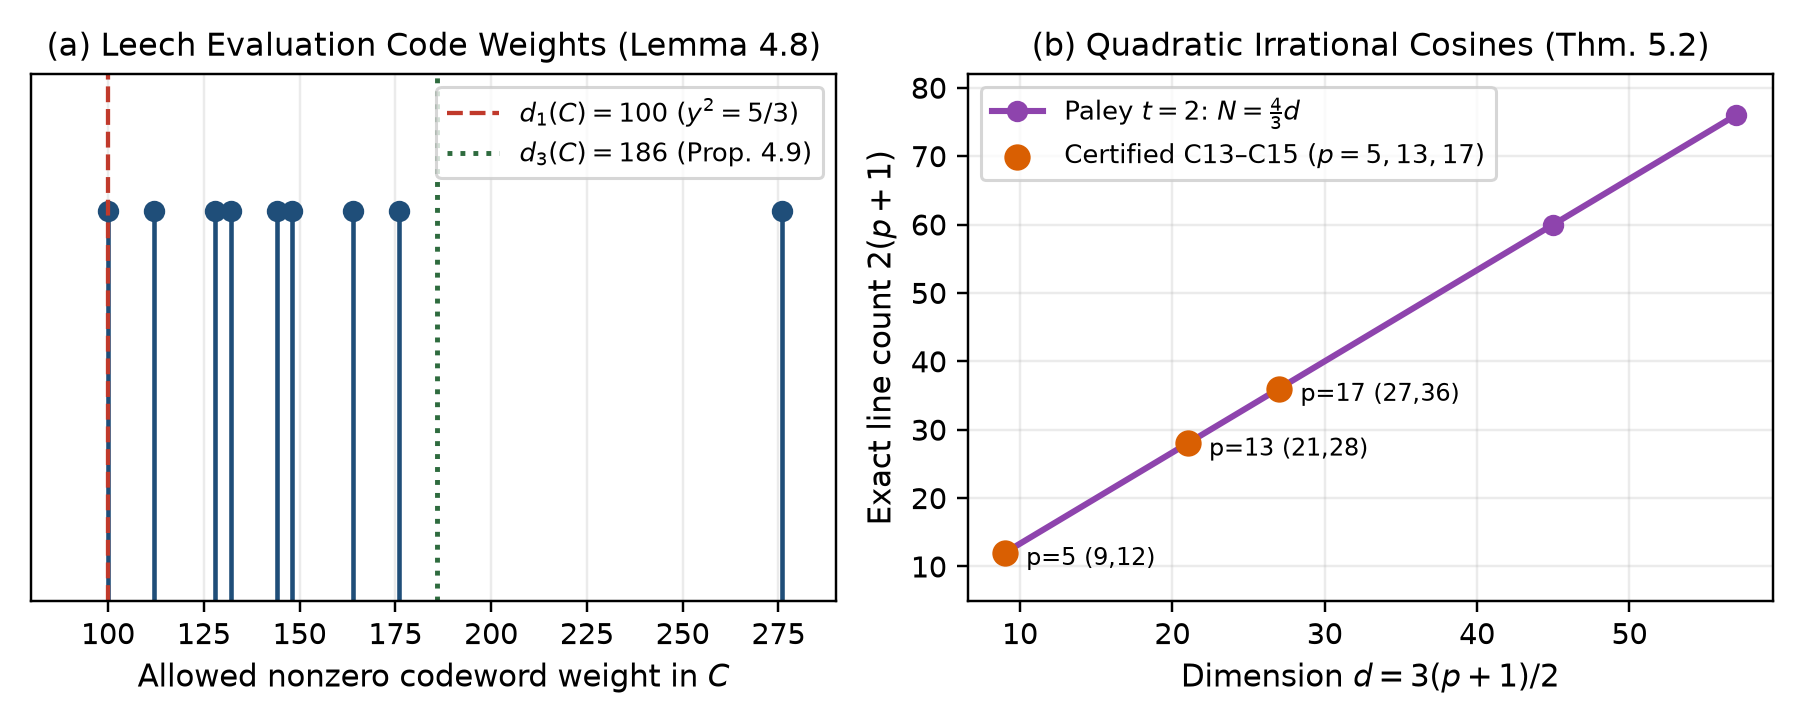 (a) Leech Evaluation Code Weights (Lemma 4.8)
d₁(C) = 100 (y² = 5/3)
d₃(C) = 186 (Prop. 4.9)
100 125 150 175 200 225 250 275
Allowed nonzero codeword weight in C
(b) Quadratic Irrational Cosines (Thm. 5.2)
Paley t = 2: N = 4/3 d
Certified C13–C15 (p = 5, 13, 17)
Exact line count 2(p + 1)
80
70
60
50
40
30
20
10
p=17 (27,36)
p=13 (21,28)
p=5 (9,12)
10 20 30 40 50
Dimension d = 3(p + 1)/2